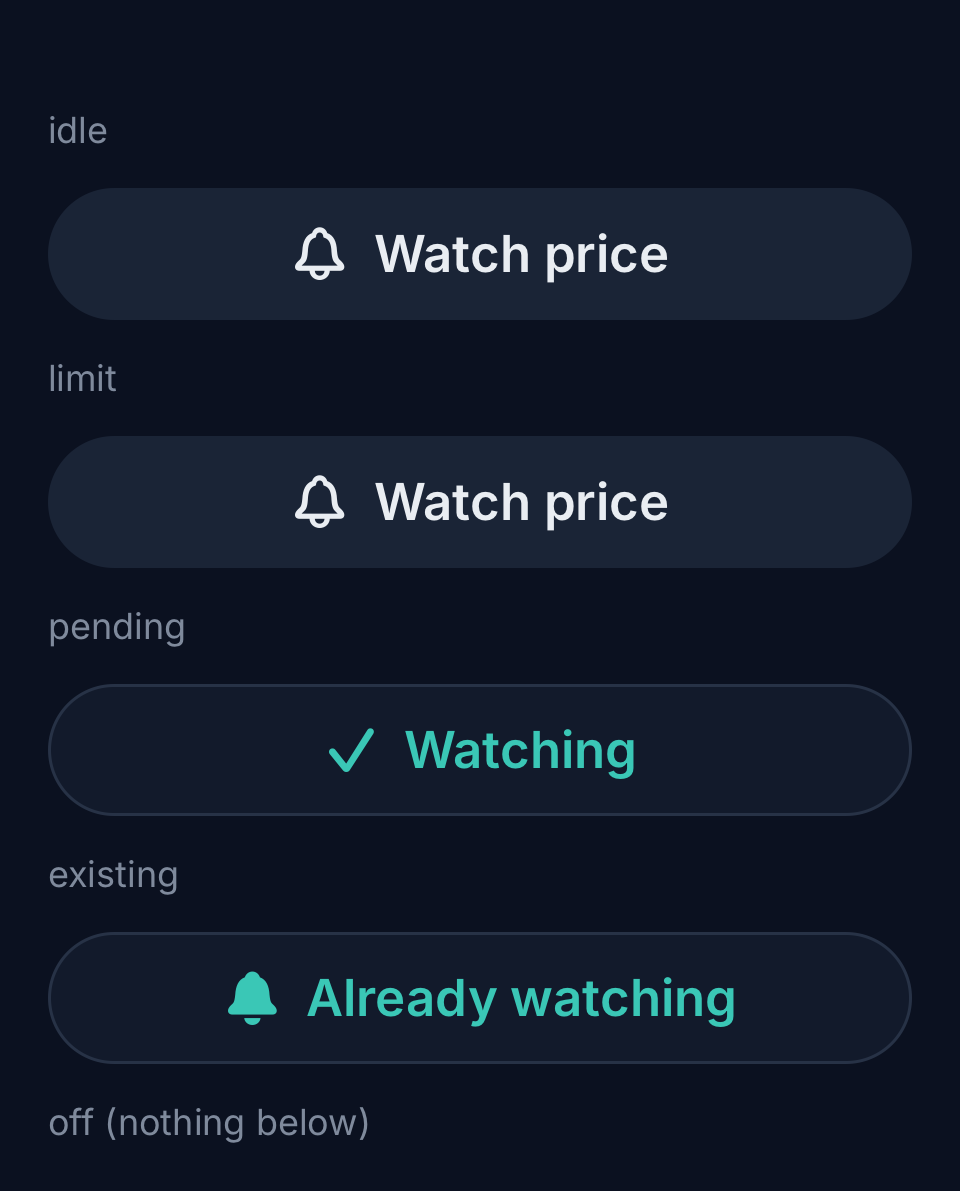 idle
Watch price
limit
Watch price
pending
Watching
existing
Already watching
off (nothing below)